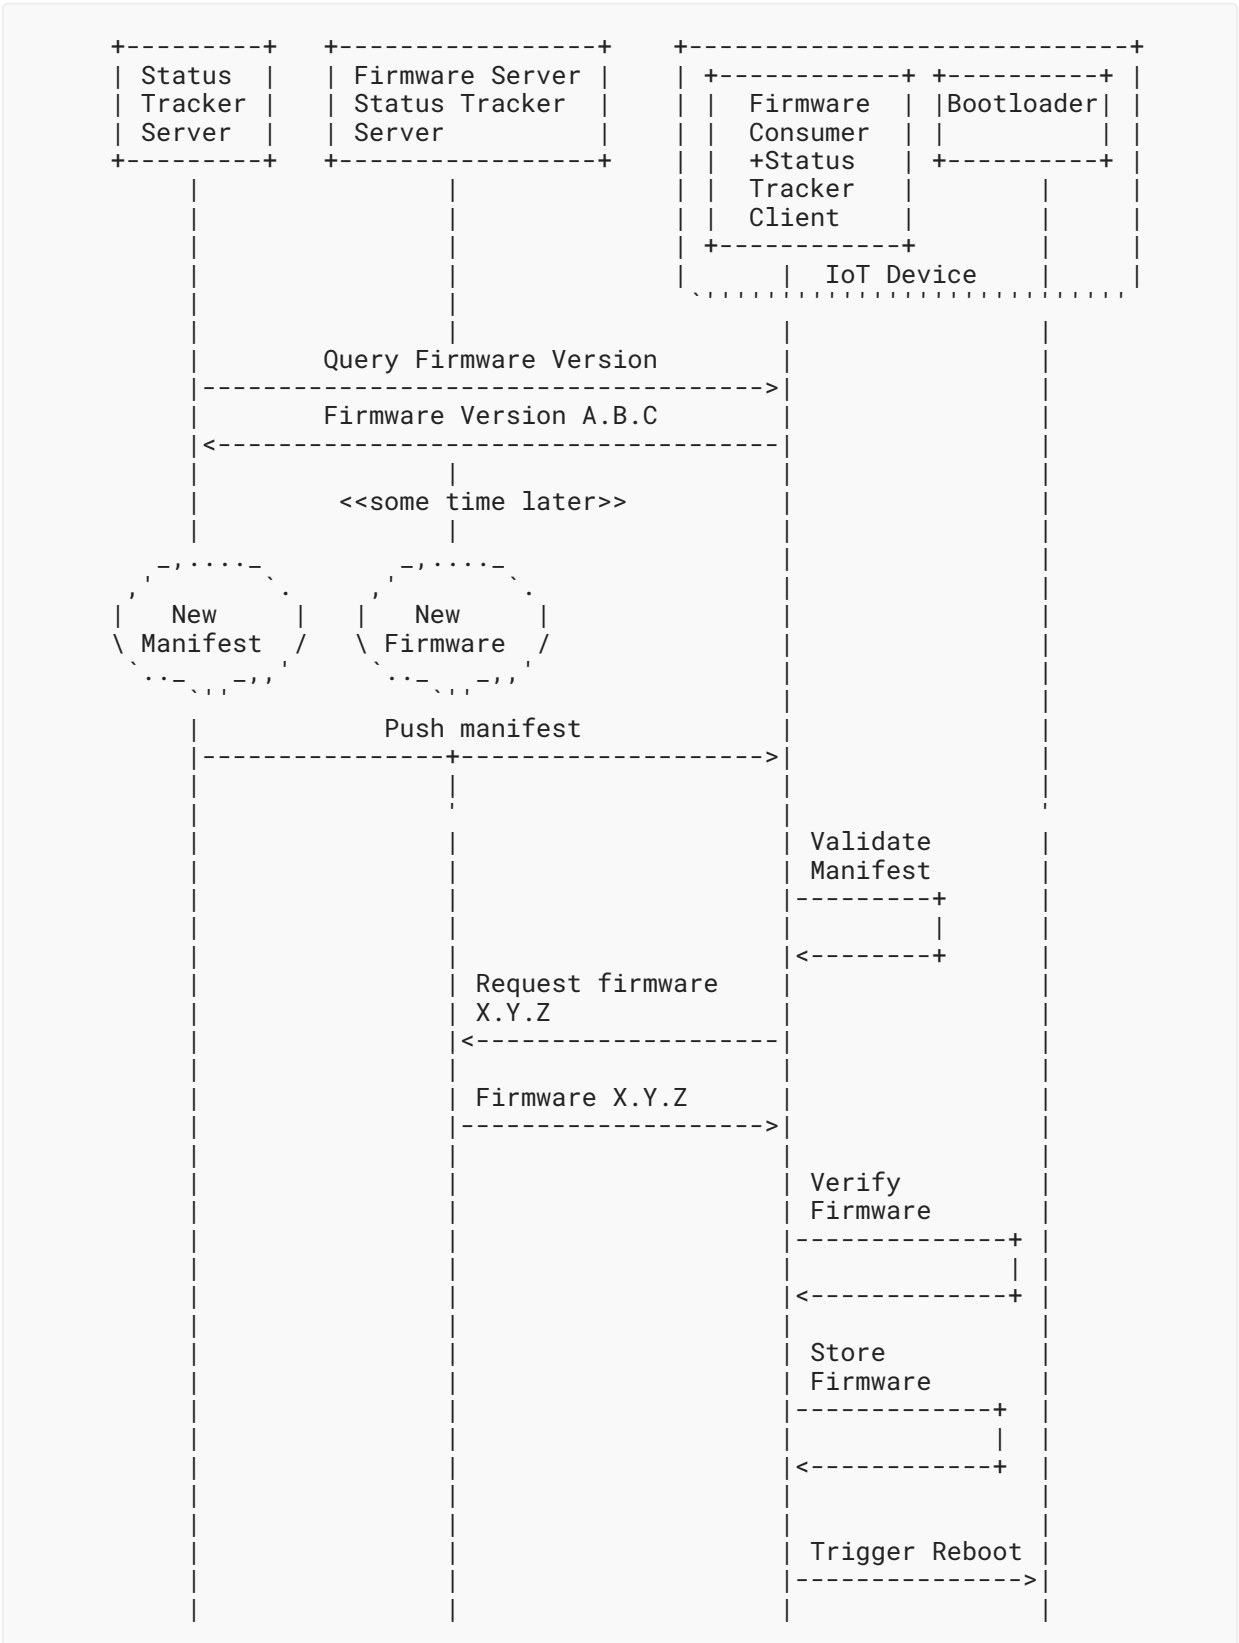 Status
Tracker
Server
Firmware Server
Status Tracker
Server
Firmware
Consumer
+Status
Tracker
Client
Bootloader
IoT Device
Query Firmware Version
Firmware Version A.B.C
<<some time later>>
New
Manifest
New
Firmware
Push manifest
Validate
Manifest
Request firmware
X.Y.Z
Firmware X.Y.Z
Verify
Firmware
Store
Firmware
Trigger Reboot